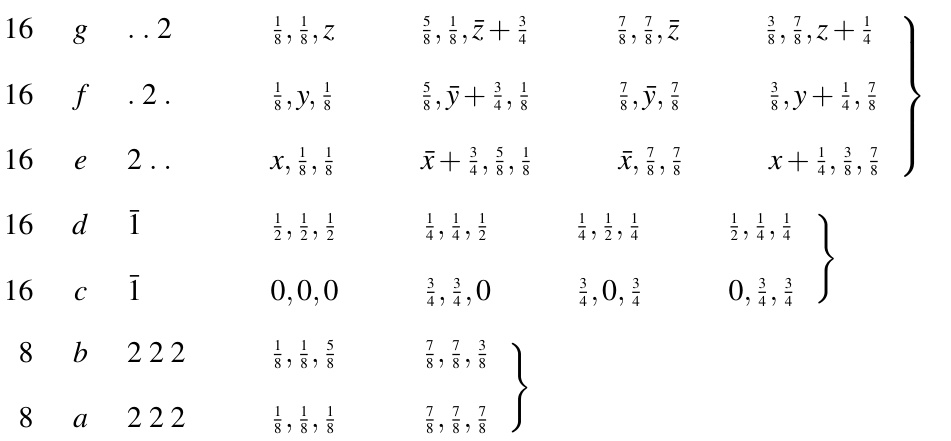 16 g . . 2 1/8, 1/8, z 5/8, 1/8, z̄ + 3/4 7/8, 7/8, z̄ 3/8, 7/8, z + 1/4
16 f . 2 . 1/8, y, 1/8 5/8, ȳ + 3/4, 1/8 7/8, ȳ, 7/8 3/8, y + 1/4, 7/8
16 e 2 . . x, 1/8, 1/8 x̄ + 3/4, 5/8, 1/8 x̄, 7/8, 7/8 x + 1/4, 3/8, 7/8
16 d 1̄ 1/2, 1/2, 1/2 1/4, 1/4, 1/2 1/4, 1/2, 1/4 1/2, 1/4, 1/4
16 c 1̄ 0, 0, 0 3/4, 3/4, 0 3/4, 0, 3/4 0, 3/4, 3/4
8 b 2 2 2 1/8, 1/8, 5/8 7/8, 7/8, 3/8
8 a 2 2 2 1/8, 1/8, 1/8 7/8, 7/8, 7/8